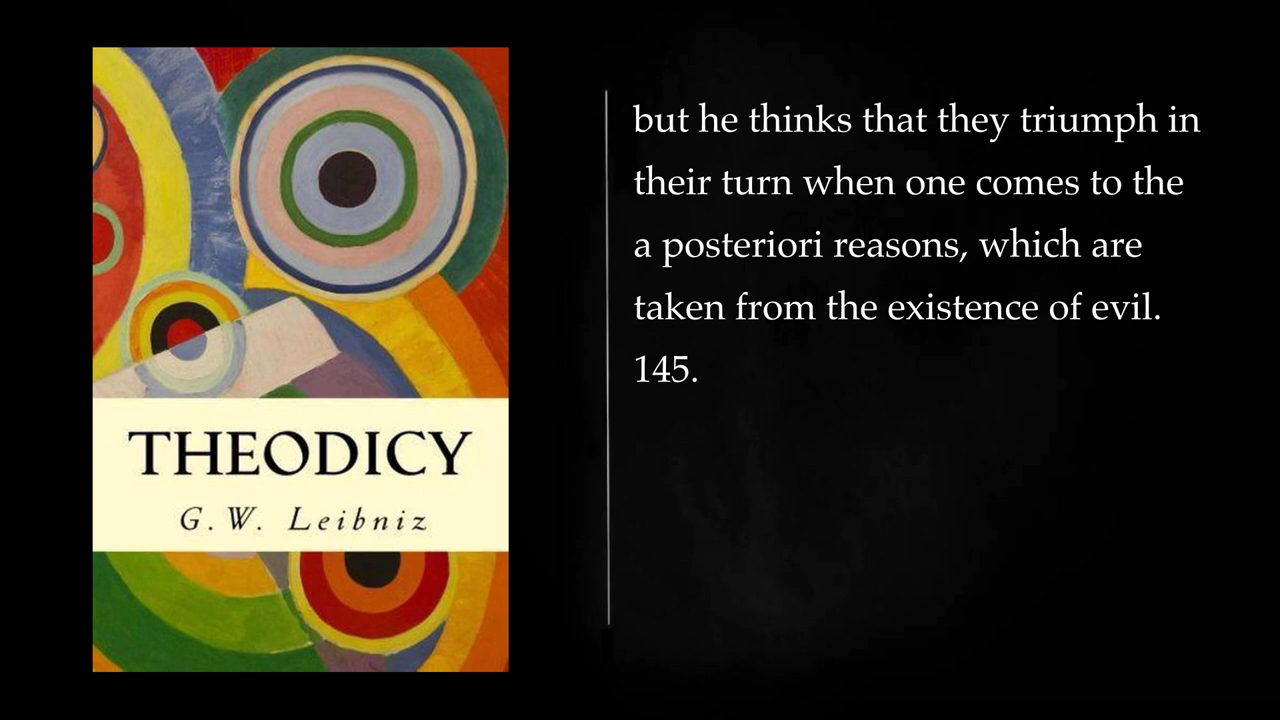 THEODICY
G. W. Leibniz
but he thinks that they triumph in
their turn when one comes to the
a posteriori reasons, which are
taken from the existence of evil.
145.